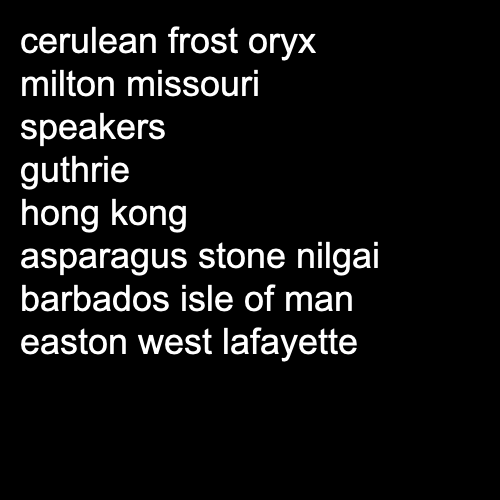 cerulean frost oryx
milton missouri
speakers
guthrie
hong kong
asparagus stone nilgai
barbados isle of man
easton west lafayette